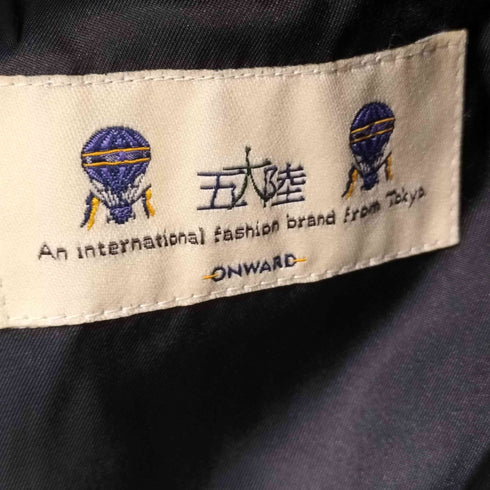 五大陸
An international fashion brand from Tokyo
ONWARD